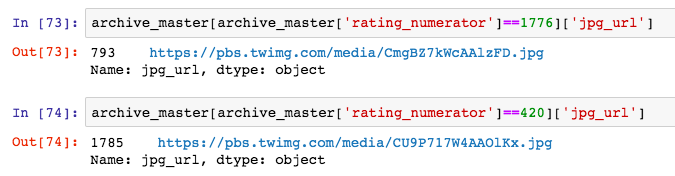 In [73]: archive_master[archive_master['rating_numerator']==1776]['jpg_url']
Out[73]: 793    https://pbs.twimg.com/media/CmgBZ7kWcAAlzFD.jpg
Name: jpg_url, dtype: object
In [74]: archive_master[archive_master['rating_numerator']==420]['jpg_url']
Out[74]: 1785    https://pbs.twimg.com/media/CU9P717W4AAOlKx.jpg
Name: jpg_url, dtype: object